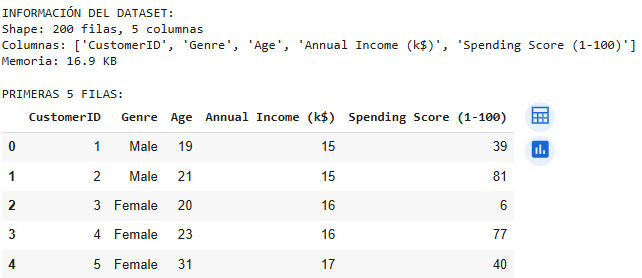 INFORMACIÓN DEL DATASET:
Shape: 200 filas, 5 columnas
Columnas: ['CustomerID', 'Genre', 'Age', 'Annual Income (k$)', 'Spending Score (1-100)']
Memoria: 16.9 KB
PRIMERAS 5 FILAS:
CustomerID Genre Age Annual Income (k$) Spending Score (1-100)
0 1 Male 19 15 39
1 2 Male 21 15 81
2 3 Female 20 16 6
3 4 Female 23 16 77
4 5 Female 31 17 40